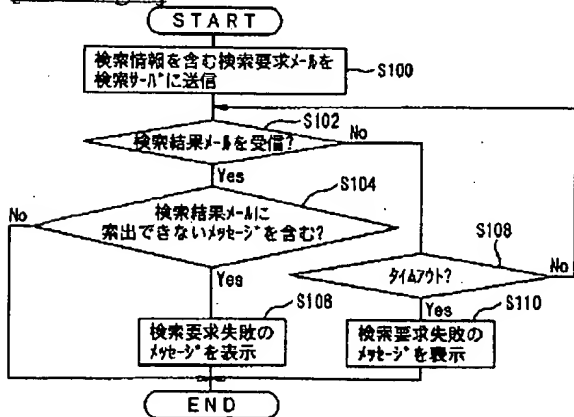 START
検索情報を含む検索要求メールを
検索サーバに送信
S100
S102
検索結果メールを受信?
No
Yes
S104
検索結果メールに
索出できないメッセージを含む?
No
Yes
S106
検索要求失敗の
メッセージを表示
S108
タイムアウト?
No
Yes
S110
検索要求失敗の
メッセージを表示
END